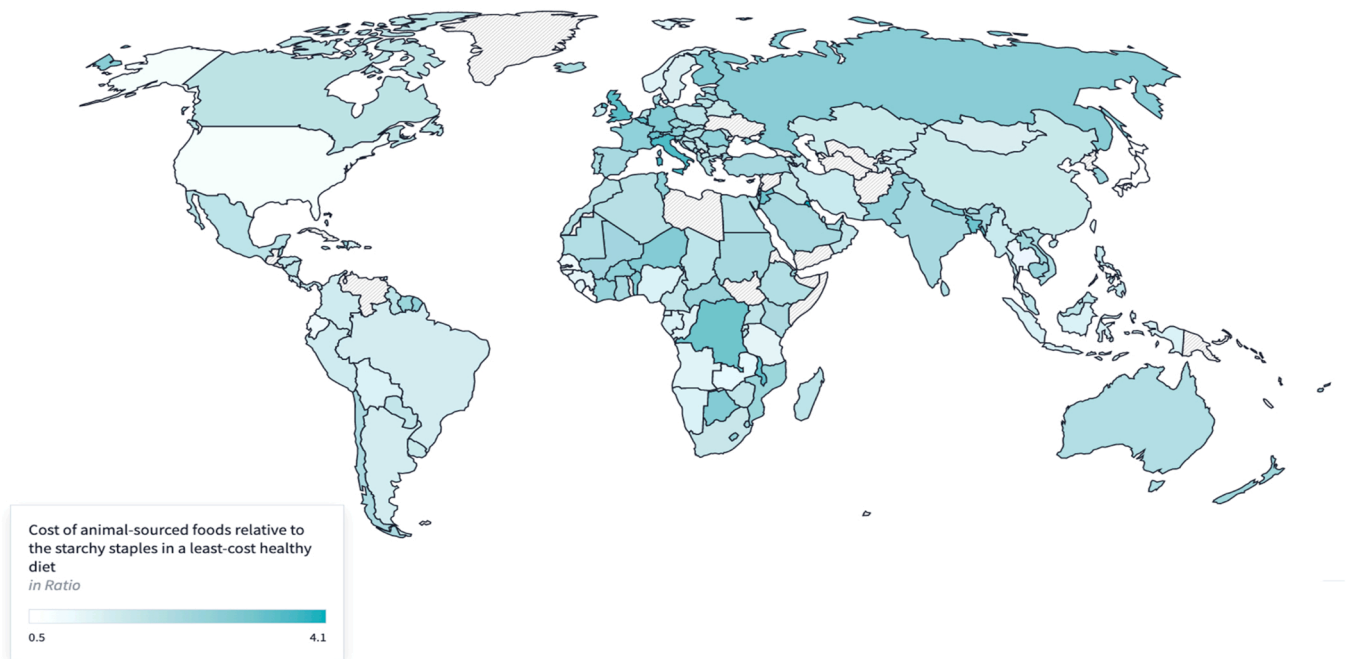 Cost of animal-sourced foods relative to
the starchy staples in a least-cost healthy
diet
in Ratio
0.5 4.1